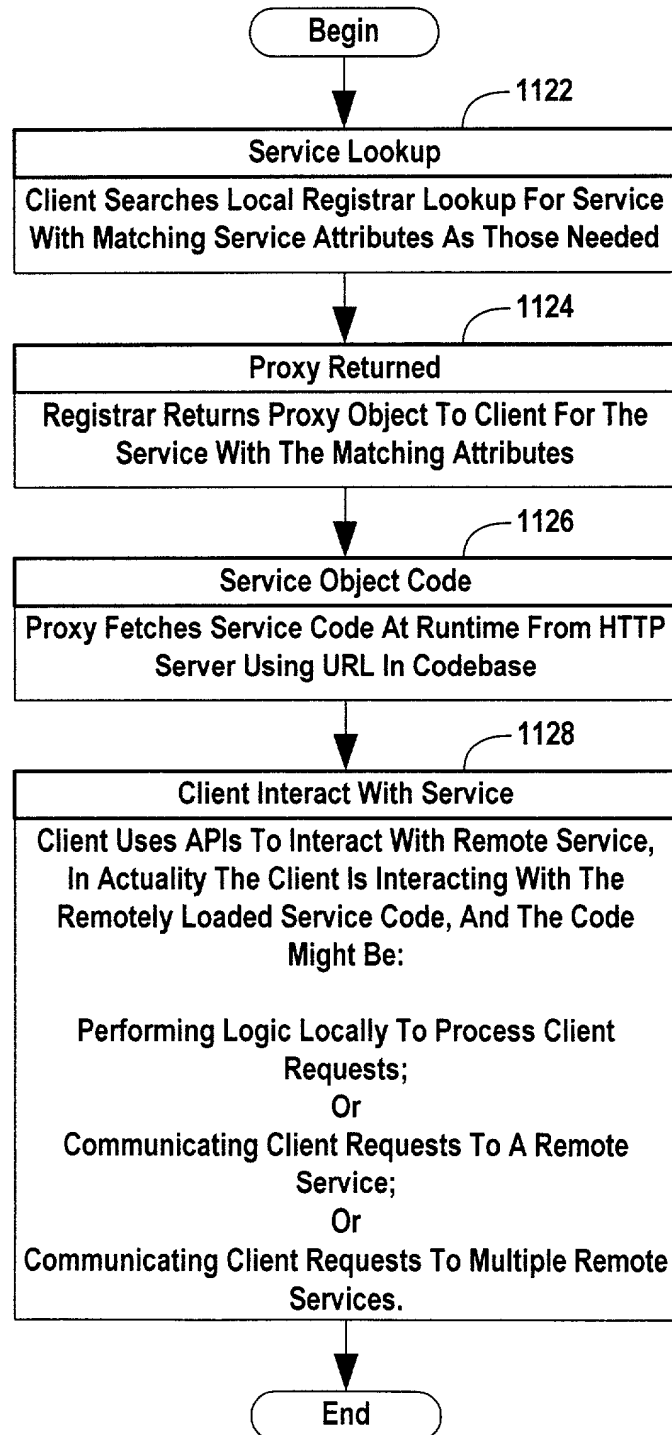 Begin
1122
Service Lookup
Client Searches Local Registrar Lookup For Service
With Matching Service Attributes As Those Needed
1124
Proxy Returned
Registrar Returns Proxy Object To Client For The
Service With The Matching Attributes
1126
Service Object Code
Proxy Fetches Service Code At Runtime From HTTP
Server Using URL In Codebase
1128
Client Interact With Service
Client Uses APIs To Interact With Remote Service,
In Actuality The Client Is Interacting With The
Remotely Loaded Service Code, And The Code
Might Be:
Performing Logic Locally To Process Client
Requests;
Or
Communicating Client Requests To A Remote
Service;
Or
Communicating Client Requests To Multiple Remote
Services.
End